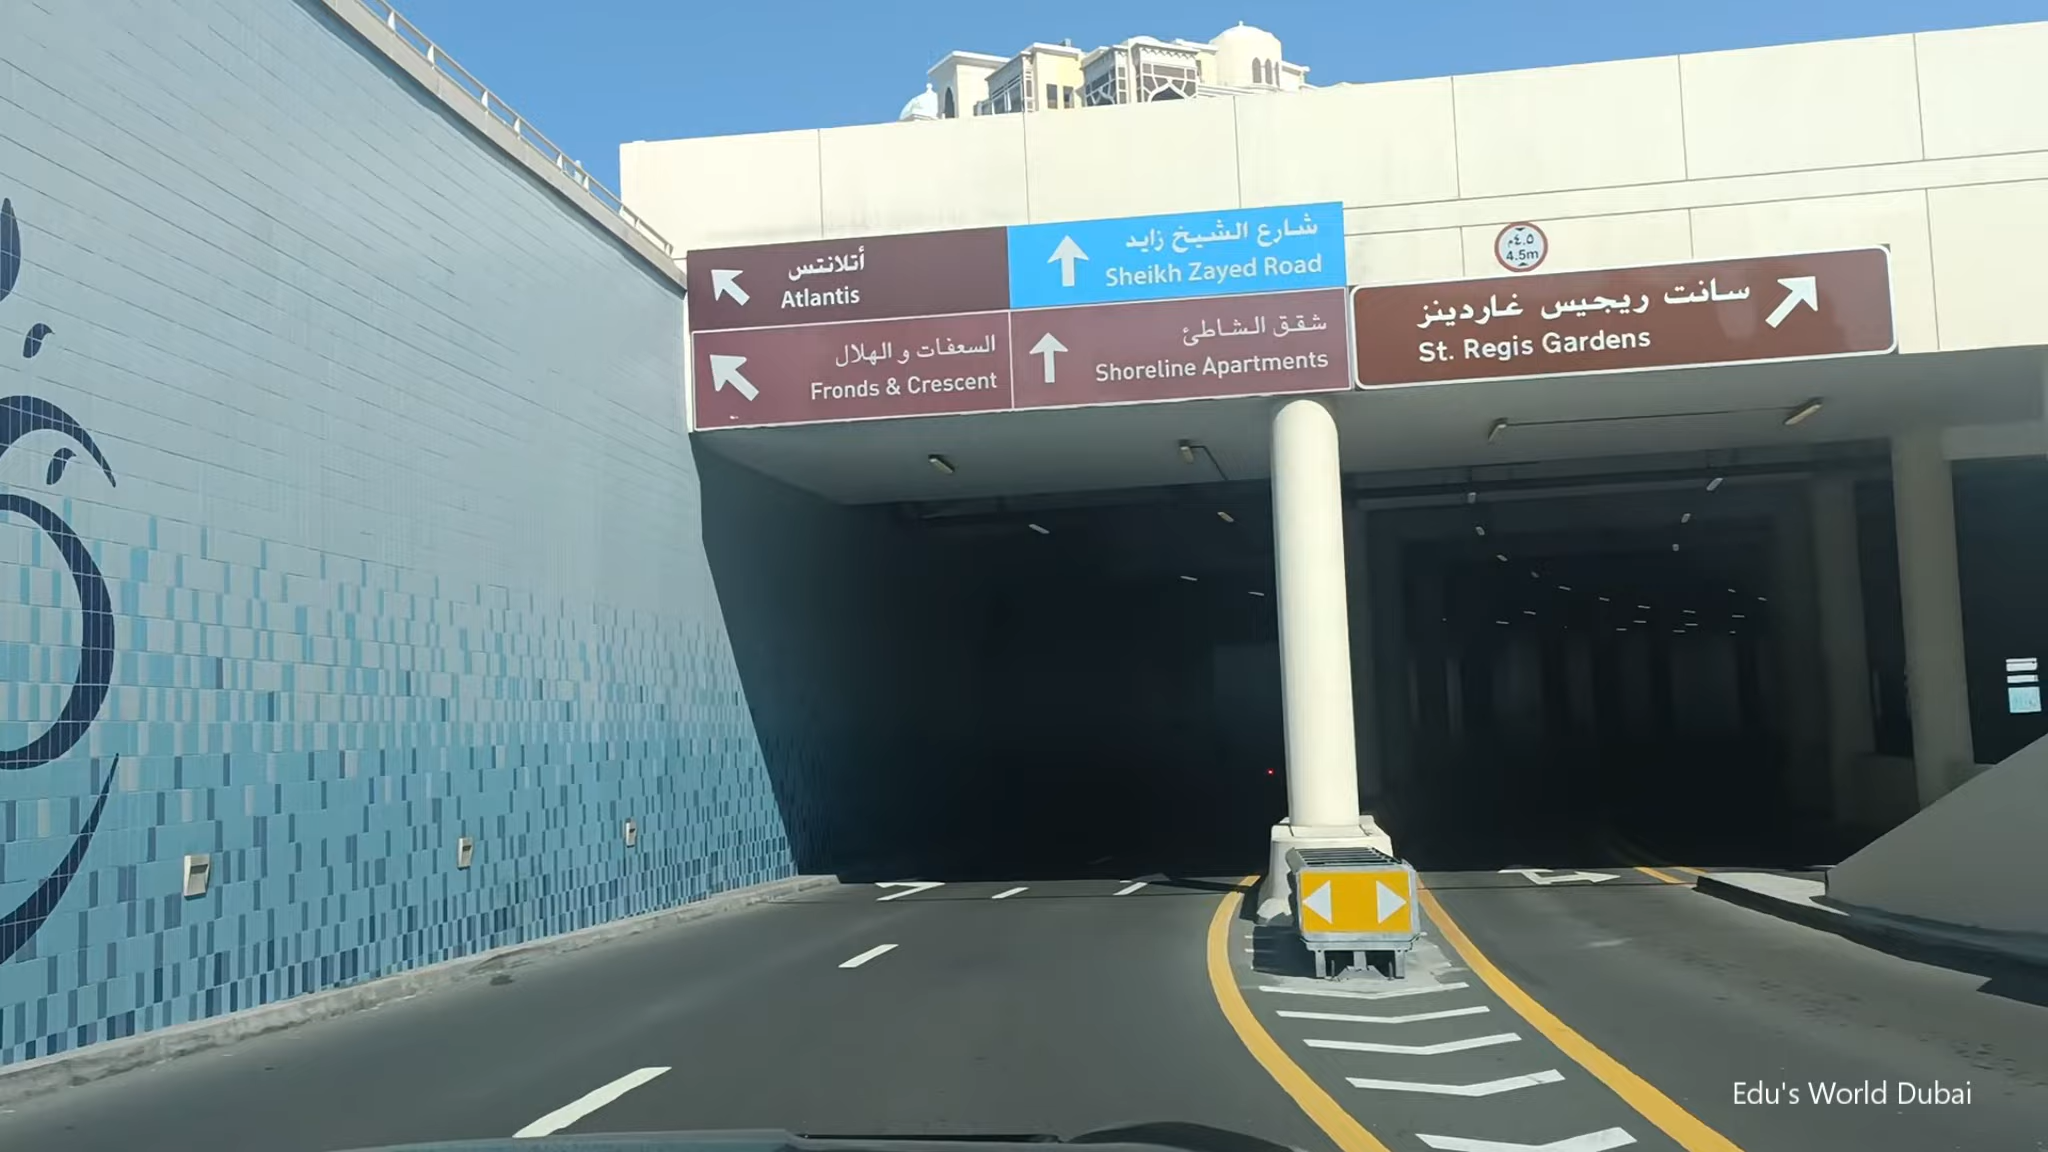 أتلانتس
Atlantis
السعفات و الهلال
Fronds & Crescent
شارع الشيخ زايد
Sheikh Zayed Road
شقق الشاطئ
Shoreline Apartments
٤.٥م
4.5m
سانت ريجيس غاردينز
St. Regis Gardens
Edu's World Dubai